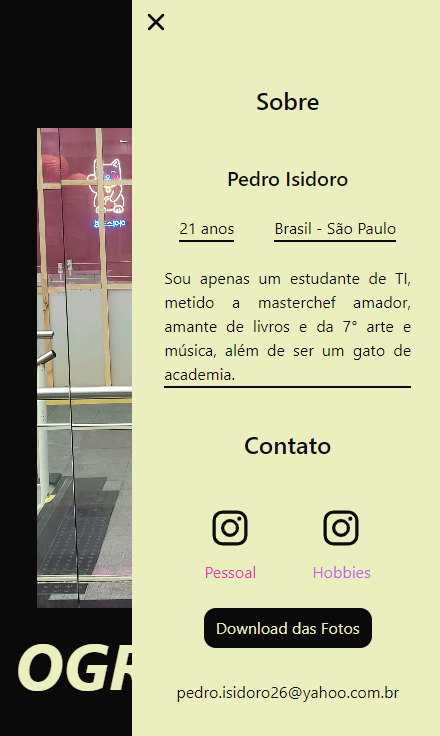 Sobre
Pedro Isidoro
21 anos
Brasil - São Paulo
Sou apenas um estudante de TI,
metido a masterchef amador,
amante de livros e da 7° arte e
música, além de ser um gato de
academia.
Contato
Pessoal
Hobbies
Download das Fotos
OGR
pedro.isidoro26@yahoo.com.br